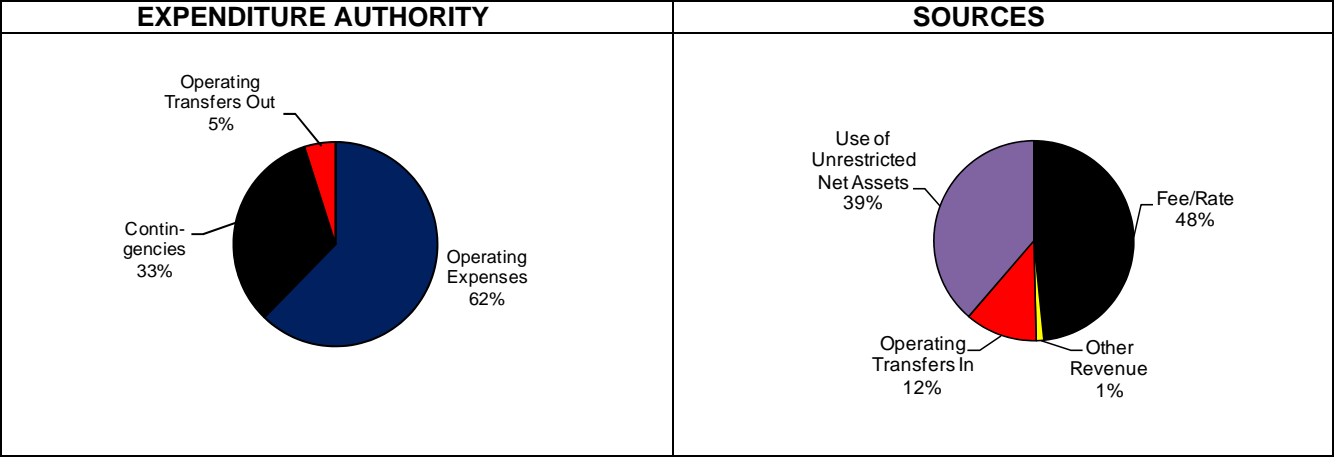 EXPENDITURE AUTHORITY
Operating
Transfers Out
5%
Contin-
gencies
33%
Operating
Expenses
62%
SOURCES
Use of
Unrestricted
Net Assets
39%
Fee/Rate
48%
Operating
Transfers In
12%
Other
Revenue
1%